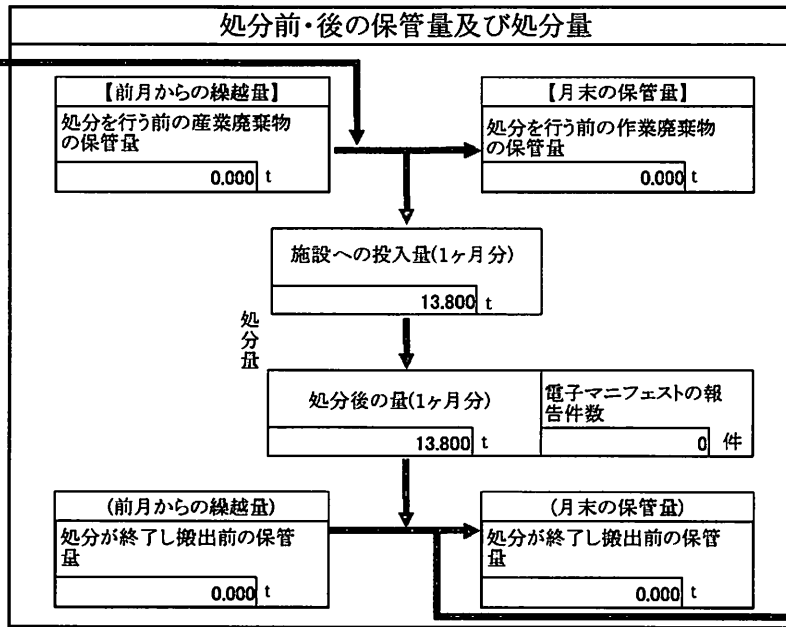 処分前・後の保管量及び処分量
【前月からの繰越量】
処分を行う前の産業廃棄物
の保管量
0.000 t
【月末の保管量】
処分を行う前の作業廃棄物
の保管量
0.000 t
施設への投入量(1ヶ月分)
13.800 t
処分量
処分後の量(1ヶ月分)
13.800 t
電子マニフェストの報
告件数
0 件
(前月からの繰越量)
処分が終了し搬出前の保管
量
0.000 t
(月末の保管量)
処分が終了し搬出前の保管
量
0.000 t